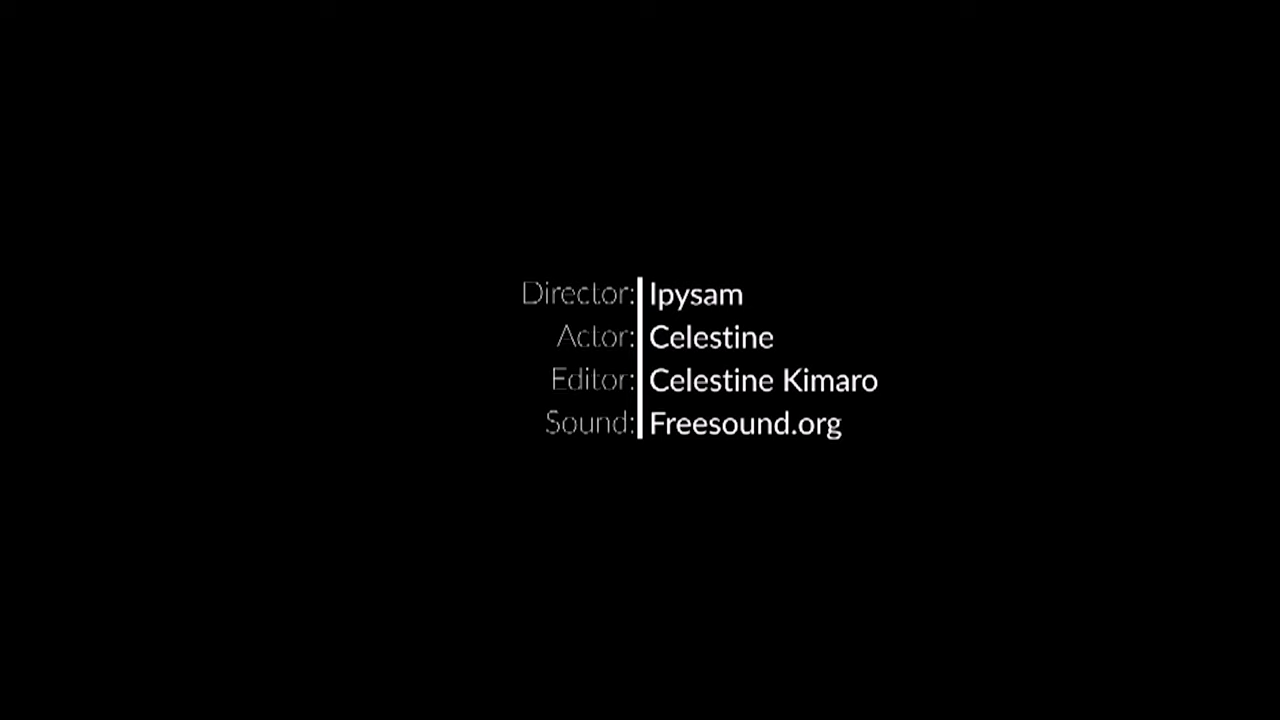 Director: Ipysam
Actor: Celestine
Editor: Celestine Kimaro
Sound: Freesound.org